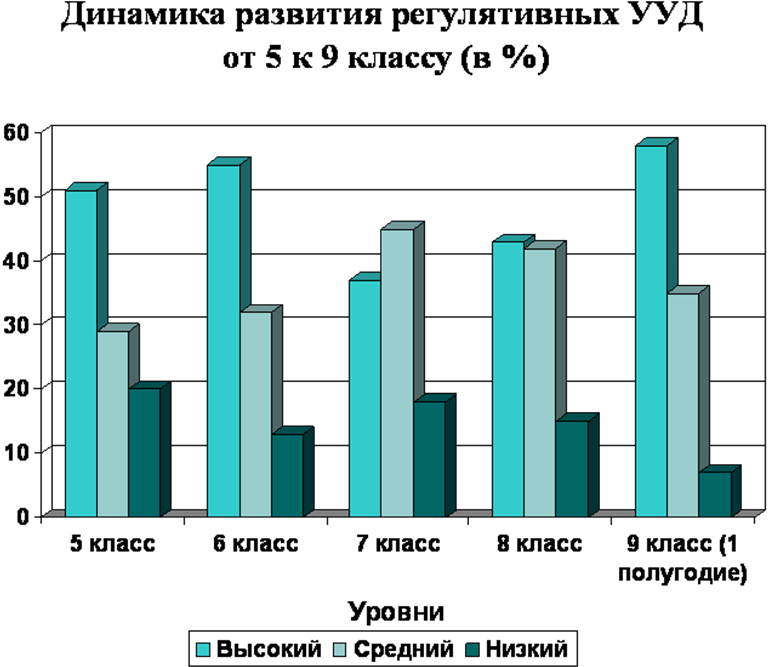 Динамика развития регулятивных УУД
от 5 к 9 классу (в %)
60
50
40
30
20
10
0
5 класс 6 класс 7 класс 8 класс 9 класс (1
полугодие)
Уровни
Высокий Средний Низкий